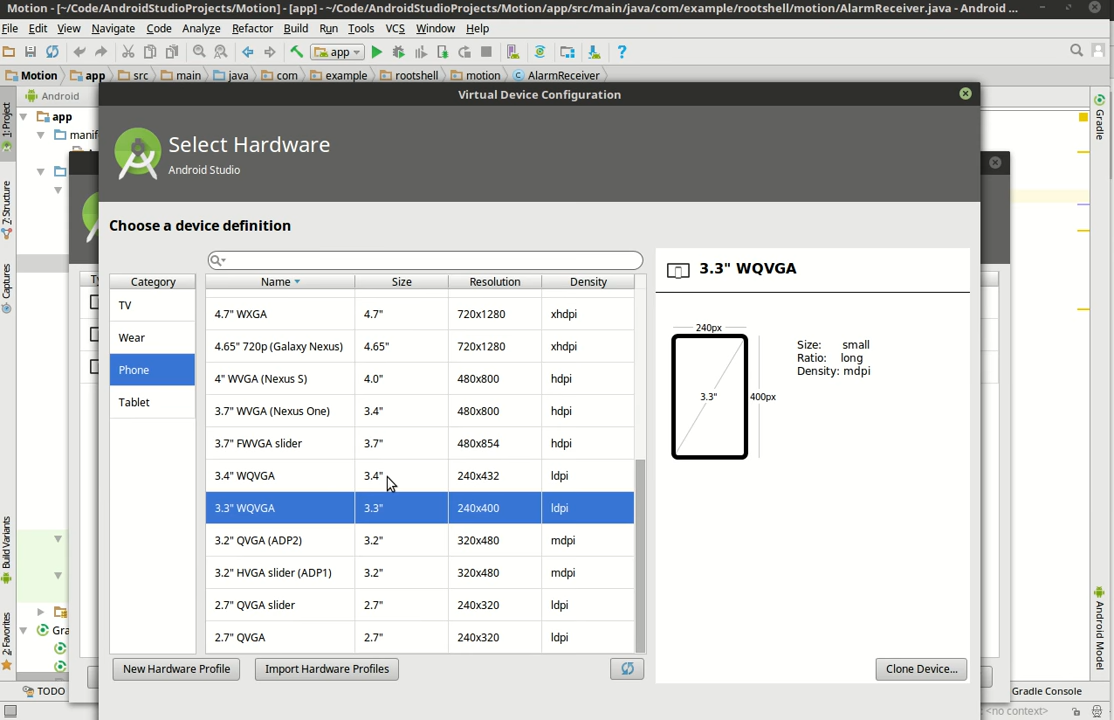 Motion - [~/Code/AndroidStudioProjects/Motion] - [app] - ~/Code/AndroidStudioProjects/Motion/app/src/main/java/com/example/rootshell/motion/AlarmReceiver.java - Android ...
File Edit View Navigate Code Analyze Refactor Build Run Tools VCS Window Help
app
Motion app src main java com example rootshell motion AlarmReceiver
Android
app
manif
1: Project
7: Structure
Captures
Build Variants
2: Favorites
Gradle
Android Model
Virtual Device Configuration
Select Hardware
Android Studio
Choose a device definition
Category
TV
Wear
Phone
Tablet
Name Size Resolution Density
4.7" WXGA 4.7" 720x1280 xhdpi
4.65" 720p (Galaxy Nexus) 4.65" 720x1280 xhdpi
4" WVGA (Nexus S) 4.0" 480x800 hdpi
3.7" WVGA (Nexus One) 3.4" 480x800 hdpi
3.7" FWVGA slider 3.7" 480x854 hdpi
3.4" WQVGA 3.4" 240x432 ldpi
3.3" WQVGA 3.3" 240x400 ldpi
3.2" QVGA (ADP2) 3.2" 320x480 mdpi
3.2" HVGA slider (ADP1) 3.2" 320x480 mdpi
2.7" QVGA slider 2.7" 240x320 ldpi
2.7" QVGA 2.7" 240x320 ldpi
3.3" WQVGA
240px
3.3"
400px
Size: small
Ratio: long
Density: mdpi
New Hardware Profile Import Hardware Profiles Clone Device...
Gra
TODO
Gradle Console
<no context>